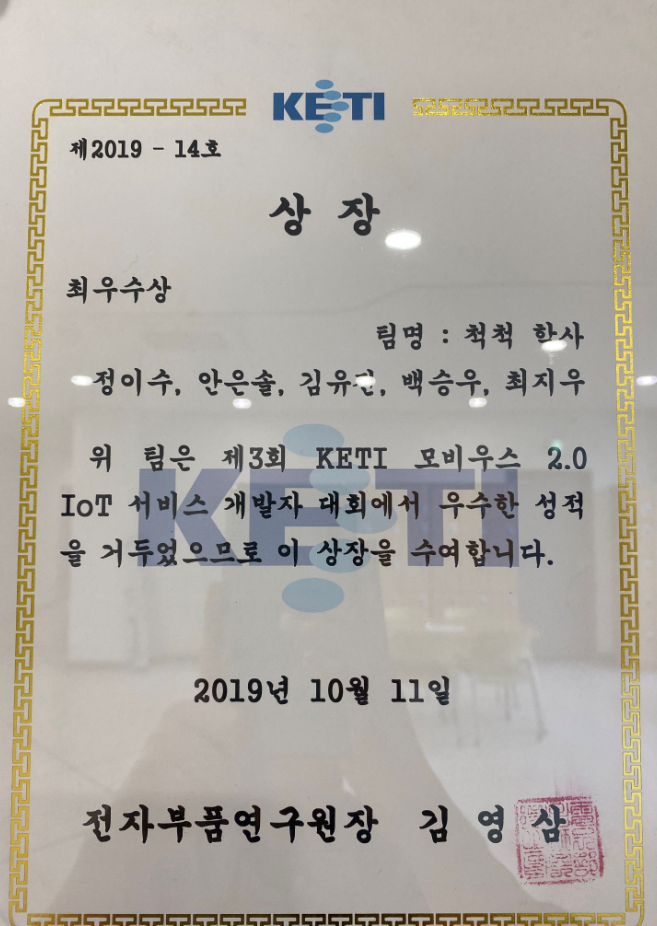 KETI
제2019 - 14호
상 장
최우수상
팀명 : 척척 학사
정이수, 안은솔, 백승우, 최지우
위 팀은 제3회 KETI 모비우스 2.0
IoT 서비스 개발자 대회에서 우수한 성적
을 거두었으므로 이 상장을 수여합니다.
KETI
2019년 10월 11일
전자부품연구원장 김 영 삼